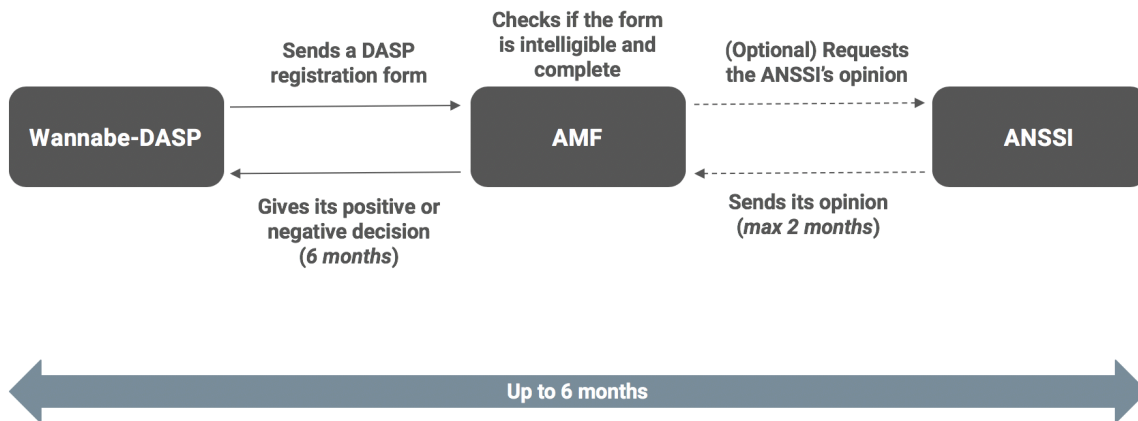 Sends a DASP
registration form
Checks if the form
is intelligible and
complete
(Optional) Requests
the ANSSI's opinion
Wannabe-DASP
AMF
ANSSI
Gives its positive or
negative decision
(6 months)
Sends its opinion
(max 2 months)
Up to 6 months